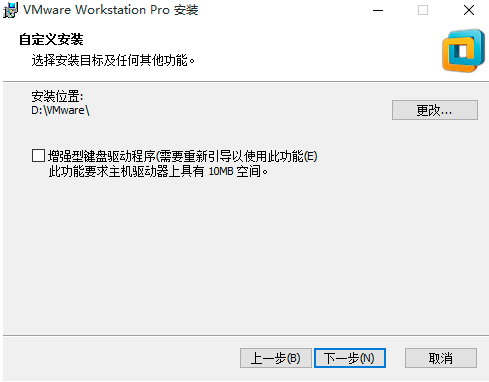 VMware Workstation Pro 安装
自定义安装
选择安装目标及任何其他功能。
安装位置:
D:\VMware\
更改...
增强型键盘驱动程序(需要重新引导以使用此功能(E)
此功能要求主机驱动器上具有 10MB 空间。
上一步(B)
下一步(N)
取消